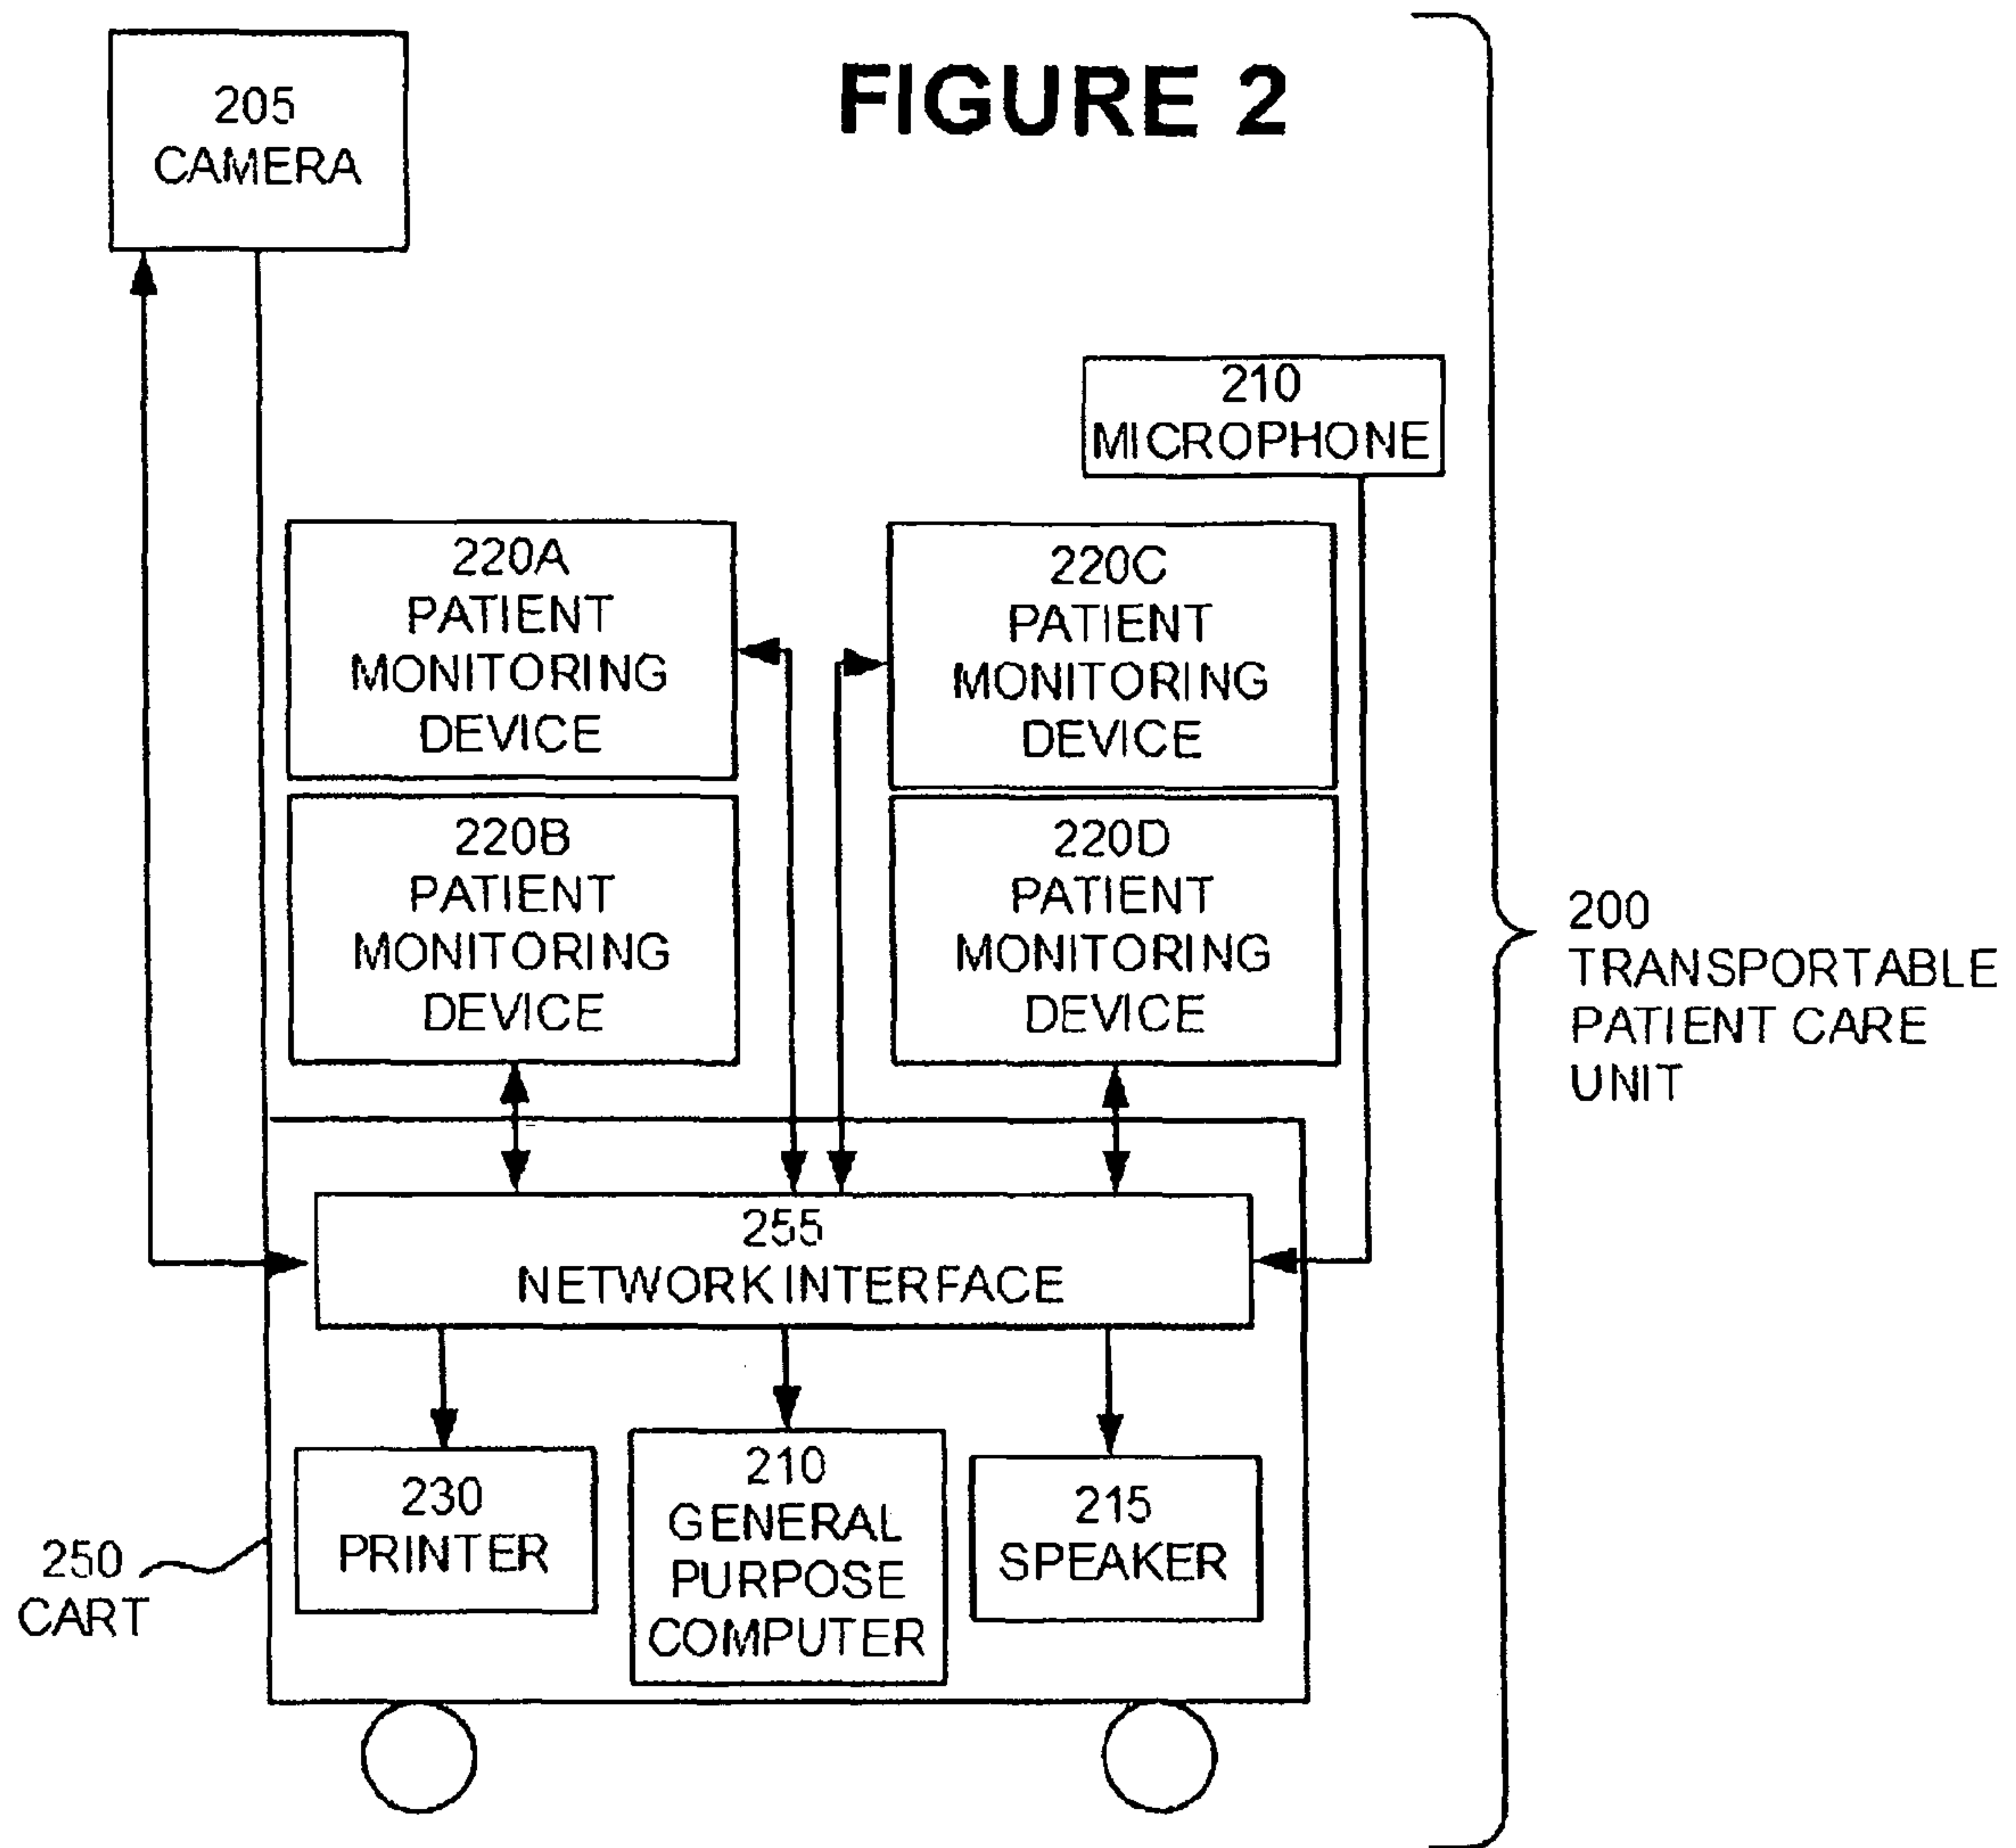 FIGURE 2
205
CAMERA
210
MICROPHONE
220A
PATIENT
MONITORING
DEVICE
220C
PATIENT
MONITORING
DEVICE
220B
PATIENT
MONITORING
DEVICE
220D
PATIENT
MONITORING
DEVICE
200
TRANSPORTABLE
PATIENT CARE
UNIT
255
NETWORK INTERFACE
230
PRINTER
210
GENERAL
PURPOSE
COMPUTER
215
SPEAKER
250
CART